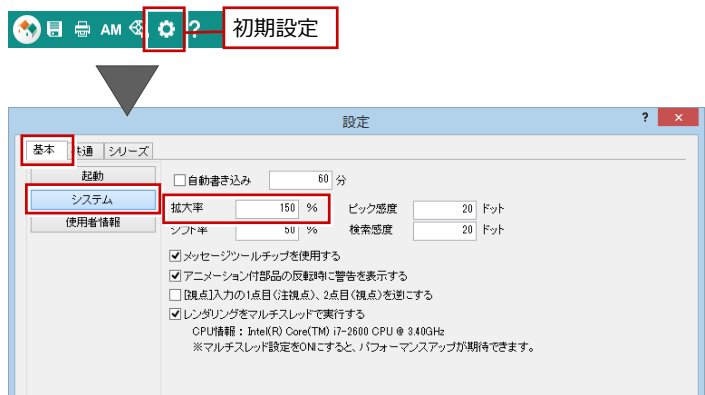 AM ? 初期設定
設定 ? ×
基本 共通 シリーズ
起動
システム
使用者情報
自動書き込み 60 分
拡大率 150 % ピック感度 20 ドット
シフト率 50 % 検索感度 20 ドット
メッセージツールチップを使用する
アニメーション付部品の反転時に警告を表示する
[視点]入力の1点目(注視点)、2点目(視点)を逆にする
レンダリングをマルチスレッドで実行する
CPU情報 : Intel(R) Core(TM) i7-2600 CPU @ 3.40GHz
※マルチスレッド設定をONにすると、パフォーマンスアップが期待できます。